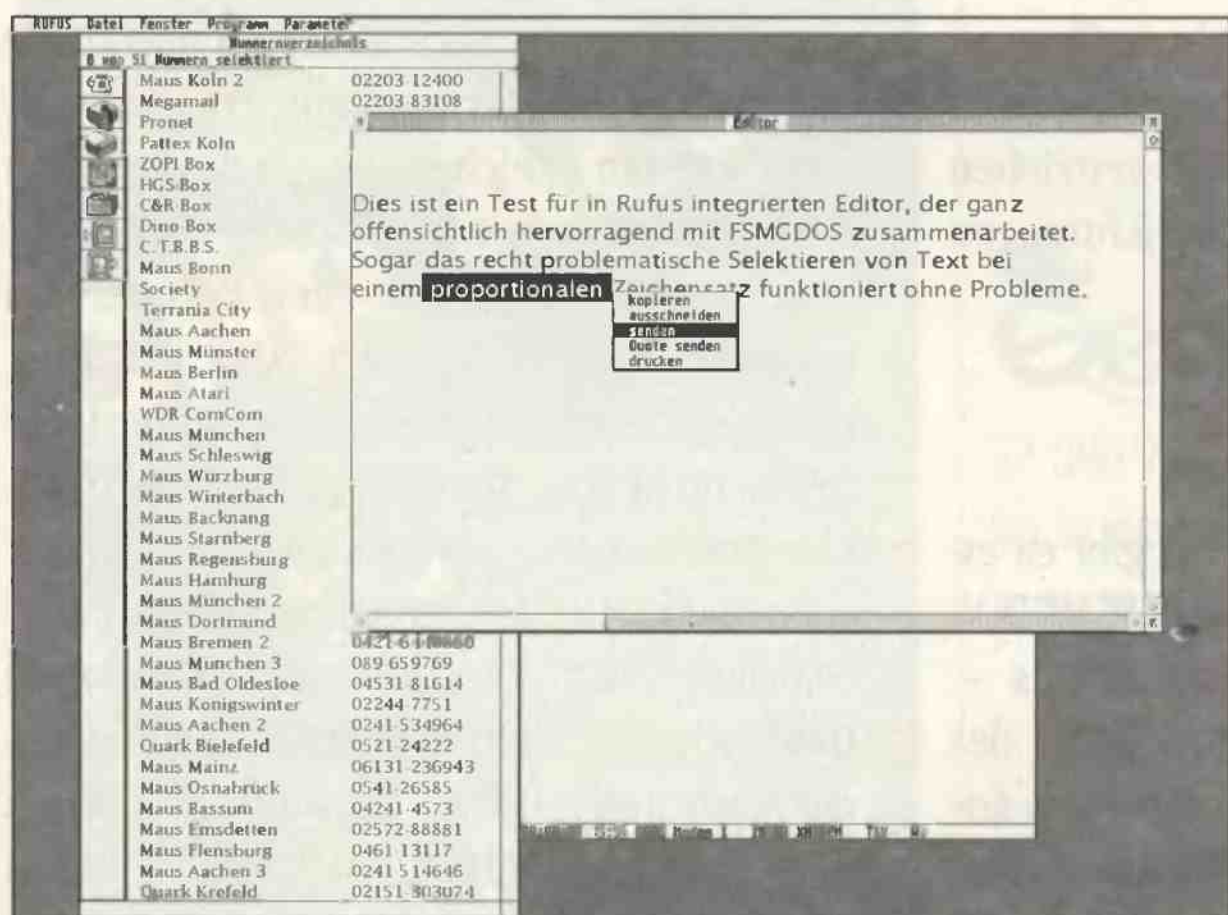 RUFUS Datei Fenster Programm Parameter
Nummernverzeichnis
0 von 51 Nummern selektiert
Maus Koln 2 02203-12400
Megamail 02203-83108
Pronet
Pattex Koln
ZOPI Box
HGS-Box
C&R-Box
Dino Box
C.T.B.B.S.
Maus Bonn
Society
Terrania City
Maus Aachen
Maus Münster
Maus Berlin
Maus Atari
WDR-ComCom
Maus Munchen
Maus Schleswig
Maus Wurzburg
Maus Winterbach
Maus Backnang
Maus Starnberg
Maus Regensburg
Maus Hamburg
Maus Munchen 2
Maus Dortmund
Maus Bremen 2
Maus Munchen 3 089-659769
Maus Bad Oldesloe 04531-81614
Maus Konigswinter 02244-7751
Maus Aachen 2 0241-534964
Quark Bielefeld 0521-24222
Maus Mainz 06131-236943
Maus Osnabrück 0541-26585
Maus Bassum 04241-4573
Maus Emsdetten 02572-88881
Maus Flensburg 0461-13117
Maus Aachen 3 0241-514646
Quark Krefeld 02151-303074
Editor
Dies ist ein Test für in Rufus integrierten Editor, der ganz
offensichtlich hervorragend mit FSMGDOS zusammenarbeitet.
Sogar das recht problematische Selektieren von Text bei
einem proportionalen Zeichensatz funktioniert ohne Probleme.
kopieren
ausschneiden
senden
Quote senden
drucken
Modem 1